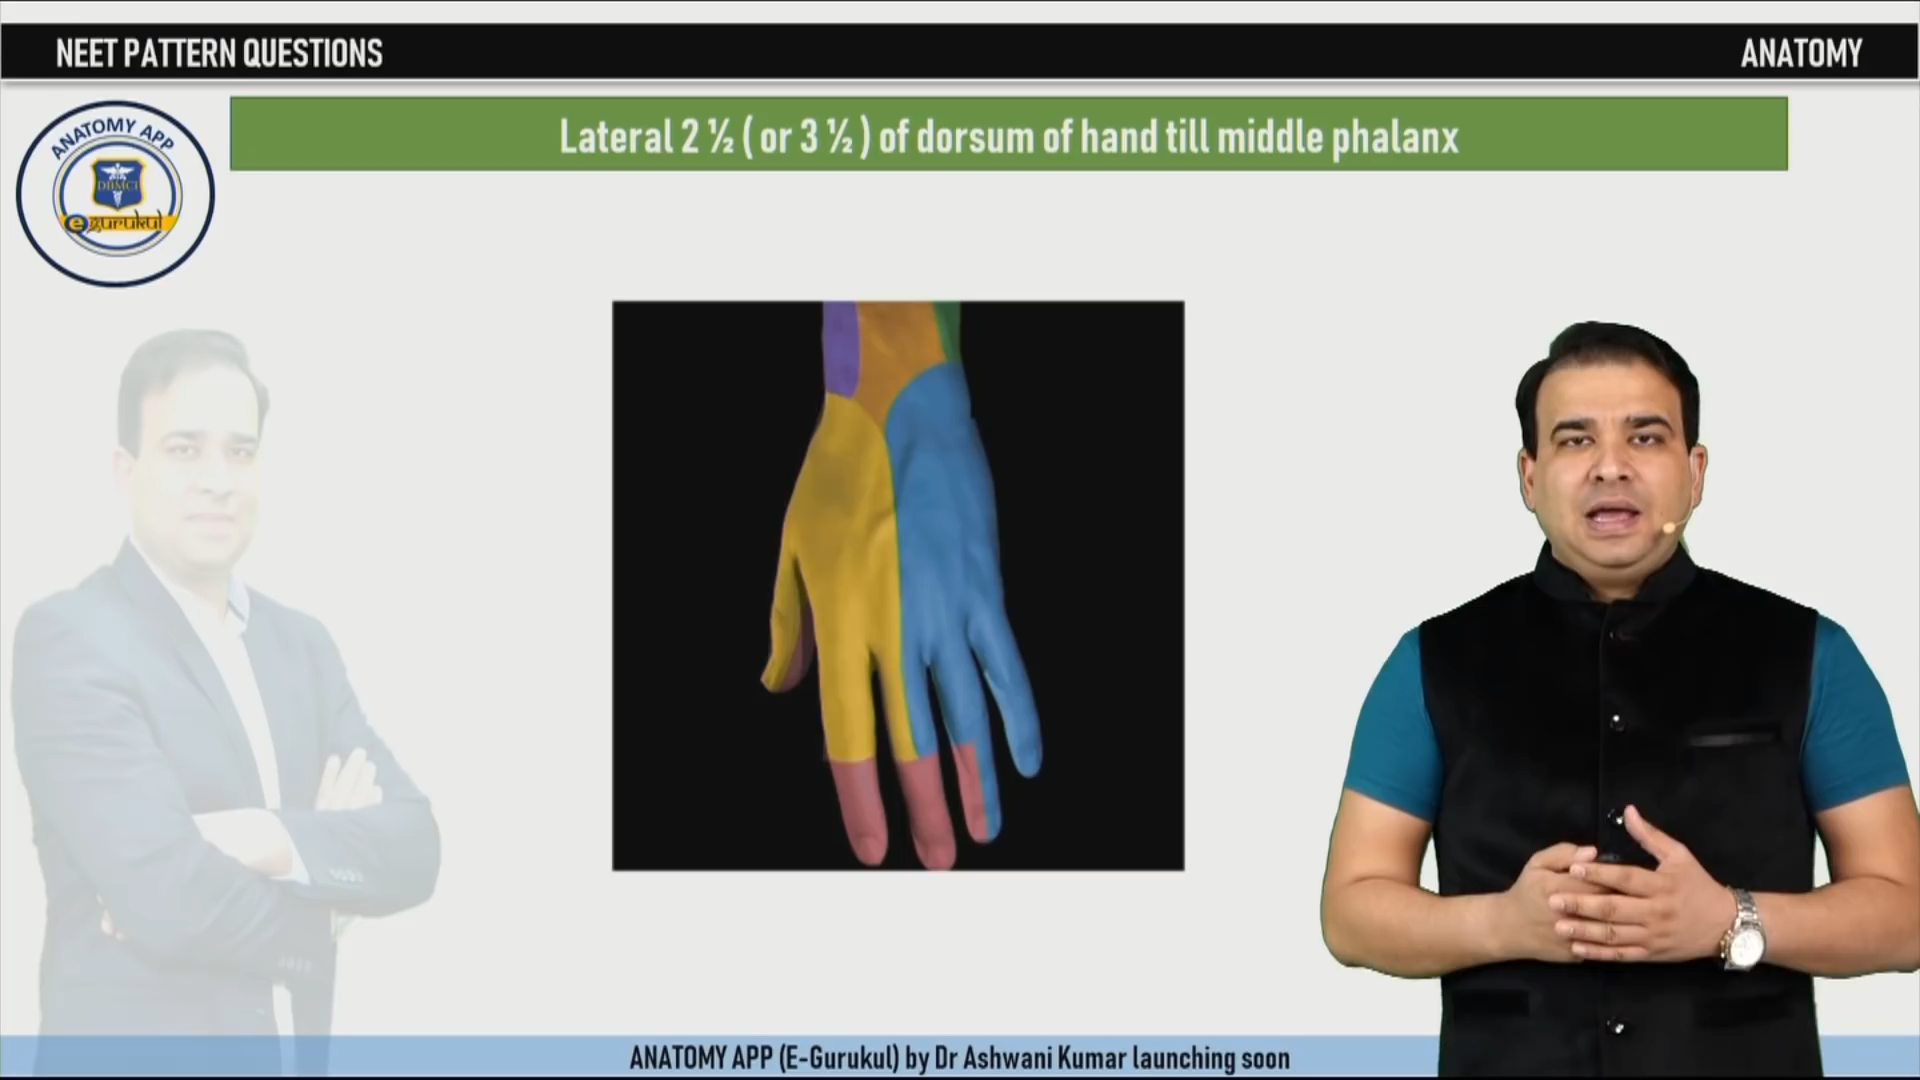 NEET PATTERN QUESTIONS
ANATOMY
ANATOMY APP
DBMCI
egurukul
Lateral 2 ½ ( or 3 ½ ) of dorsum of hand till middle phalanx
ANATOMY APP (E-Gurukul) by Dr Ashwani Kumar launching soon